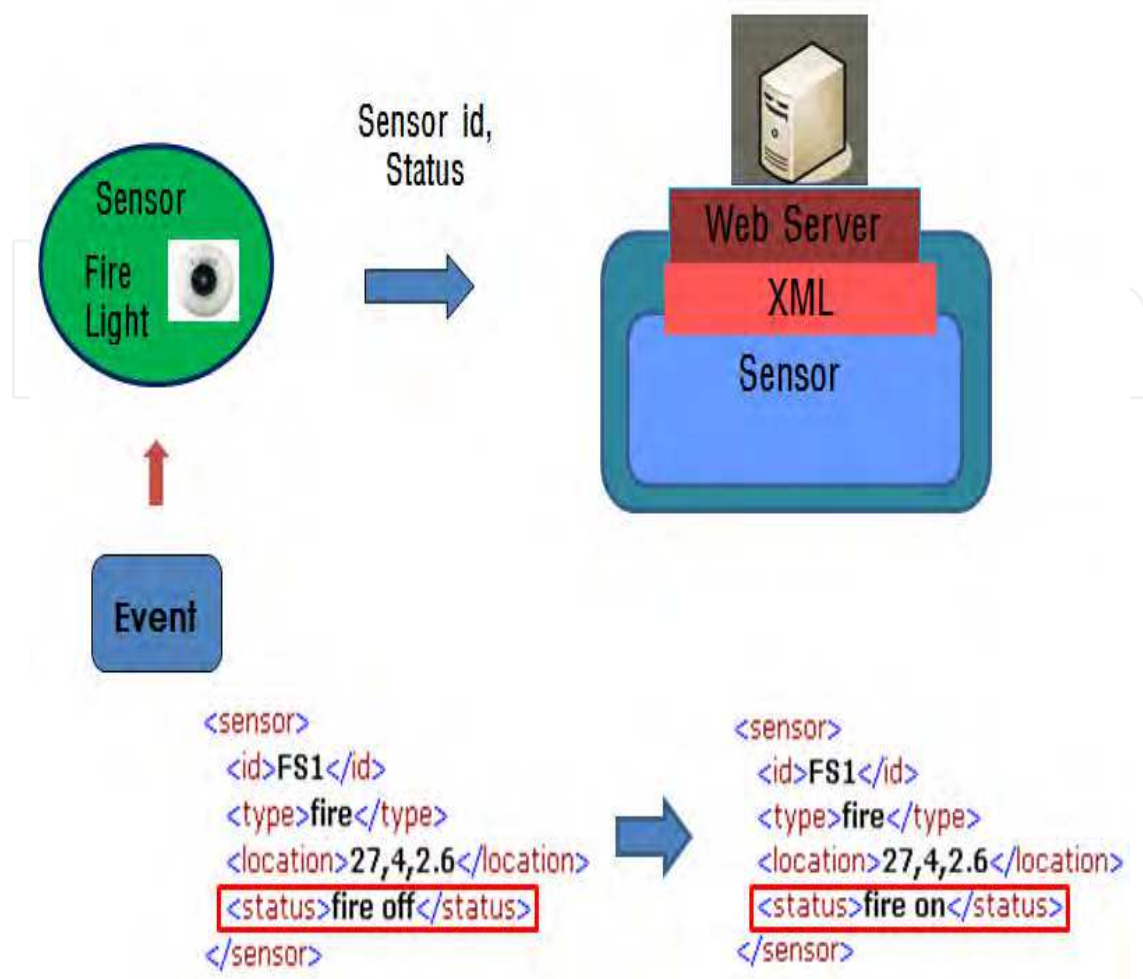 Sensor id,
Status
Sensor
Fire
Light
Web Server
XML
Sensor
Event
<sensor>
<id>FS1</id>
<type>fire</type>
<location>27,4,2.6</location>
<status>fire off</status>
</sensor>
<sensor>
<id>FS1</id>
<type>fire</type>
<location>27,4,2.6</location>
<status>fire on</status>
</sensor>